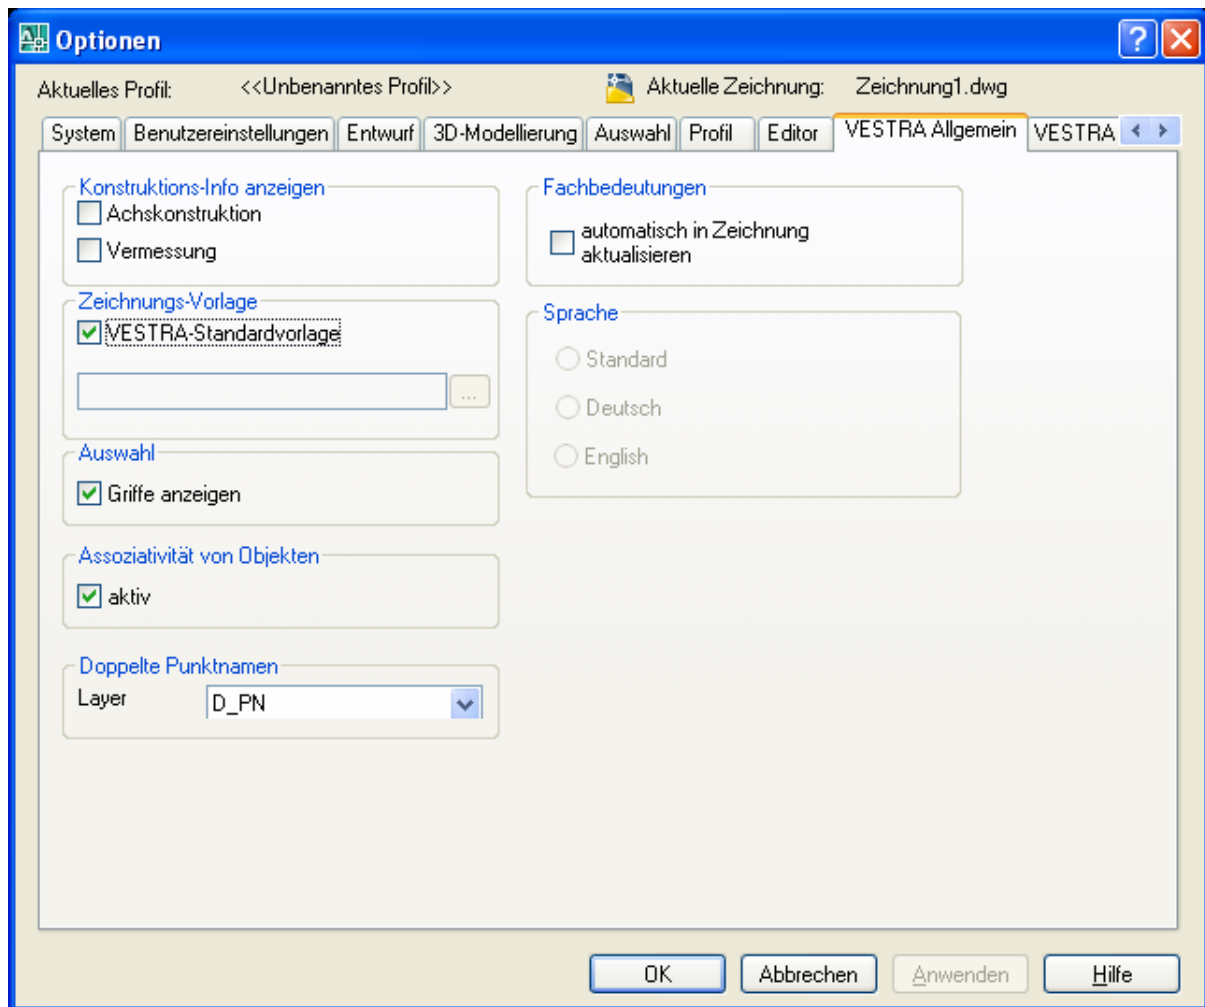 Optionen
Aktuelles Profil: <<Unbenanntes Profil>> Aktuelle Zeichnung: Zeichnung1.dwg
System Benutzereinstellungen Entwurf 3D-Modellierung Auswahl Profil Editor VESTRA Allgemein VESTRA
Konstruktions-Info anzeigen
Achskonstruktion
Vermessung
Zeichnungs-Vorlage
VESTRA-Standardvorlage
...
Auswahl
Griffe anzeigen
Assoziativität von Objekten
aktiv
Doppelte Punktnamen
Layer D_PN
Fachbedeutungen
automatisch in Zeichnung
aktualisieren
Sprache
Standard
Deutsch
English
OK Abbrechen Anwenden Hilfe